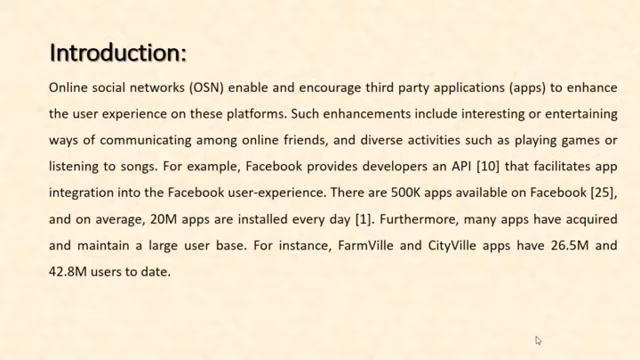 Introduction:
Online social networks (OSN) enable and encourage third party applications (apps) to enhance
the user experience on these platforms. Such enhancements include interesting or entertaining
ways of communicating among online friends, and diverse activities such as playing games or
listening to songs. For example, Facebook provides developers an API [10] that facilitates app
integration into the Facebook user-experience. There are 500K apps available on Facebook [25],
and on average, 20M apps are installed every day [1]. Furthermore, many apps have acquired
and maintain a large user base. For instance, FarmVille and CityVille apps have 26.5M and
42.8M users to date.